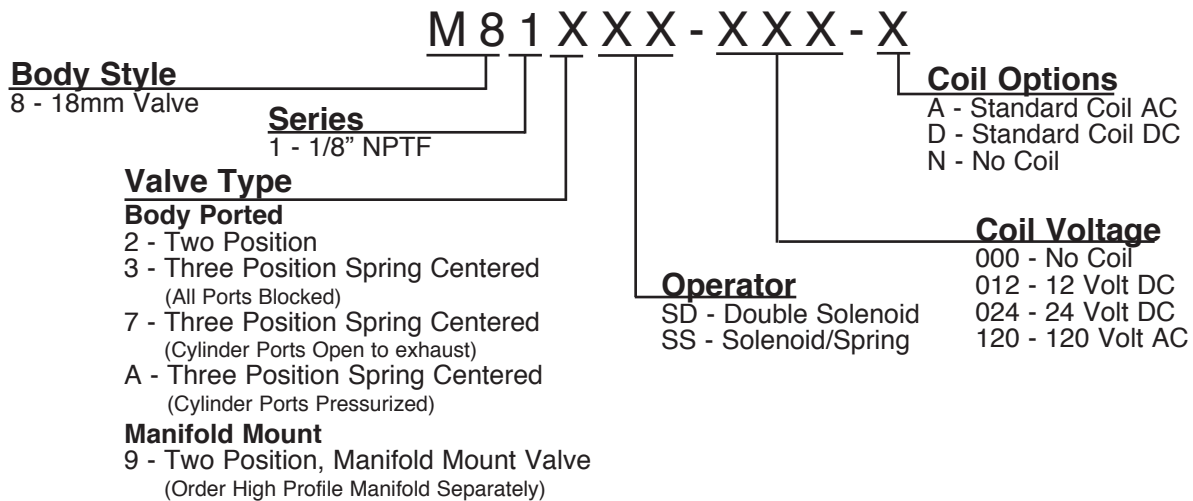 M 8 1 X X X - X X X - X
Body Style
8 - 18mm Valve
Series
1 - 1/8” NPTF
Valve Type
Body Ported
2 - Two Position
3 - Three Position Spring Centered
(All Ports Blocked)
7 - Three Position Spring Centered
(Cylinder Ports Open to exhaust)
A - Three Position Spring Centered
(Cylinder Ports Pressurized)
Manifold Mount
9 - Two Position, Manifold Mount Valve
(Order High Profile Manifold Separately)
Operator
SD - Double Solenoid
SS - Solenoid/Spring
Coil Voltage
000 - No Coil
012 - 12 Volt DC
024 - 24 Volt DC
120 - 120 Volt AC
Coil Options
A - Standard Coil AC
D - Standard Coil DC
N - No Coil